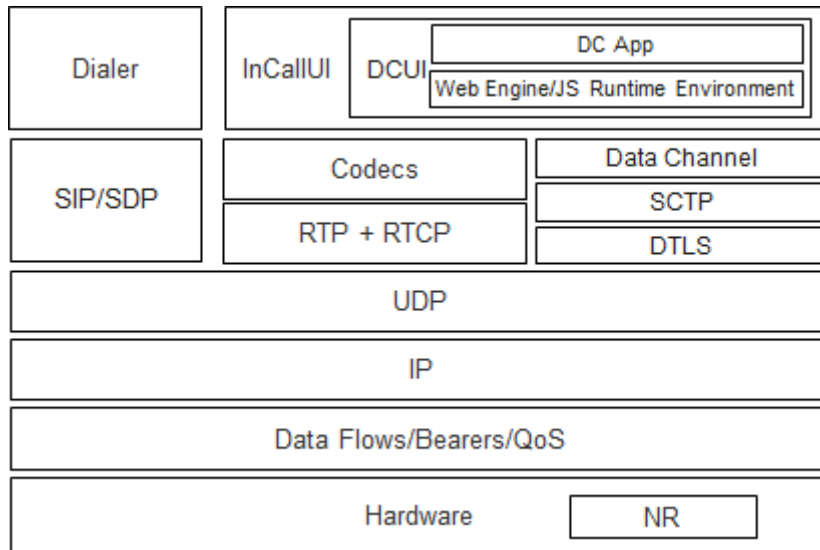 Dialer
InCallUI
DCUI
DC App
Web Engine/JS Runtime Environment
SIP/SDP
Codecs
RTP + RTCP
Data Channel
SCTP
DTLS
UDP
IP
Data Flows/Bearers/QoS
Hardware
NR